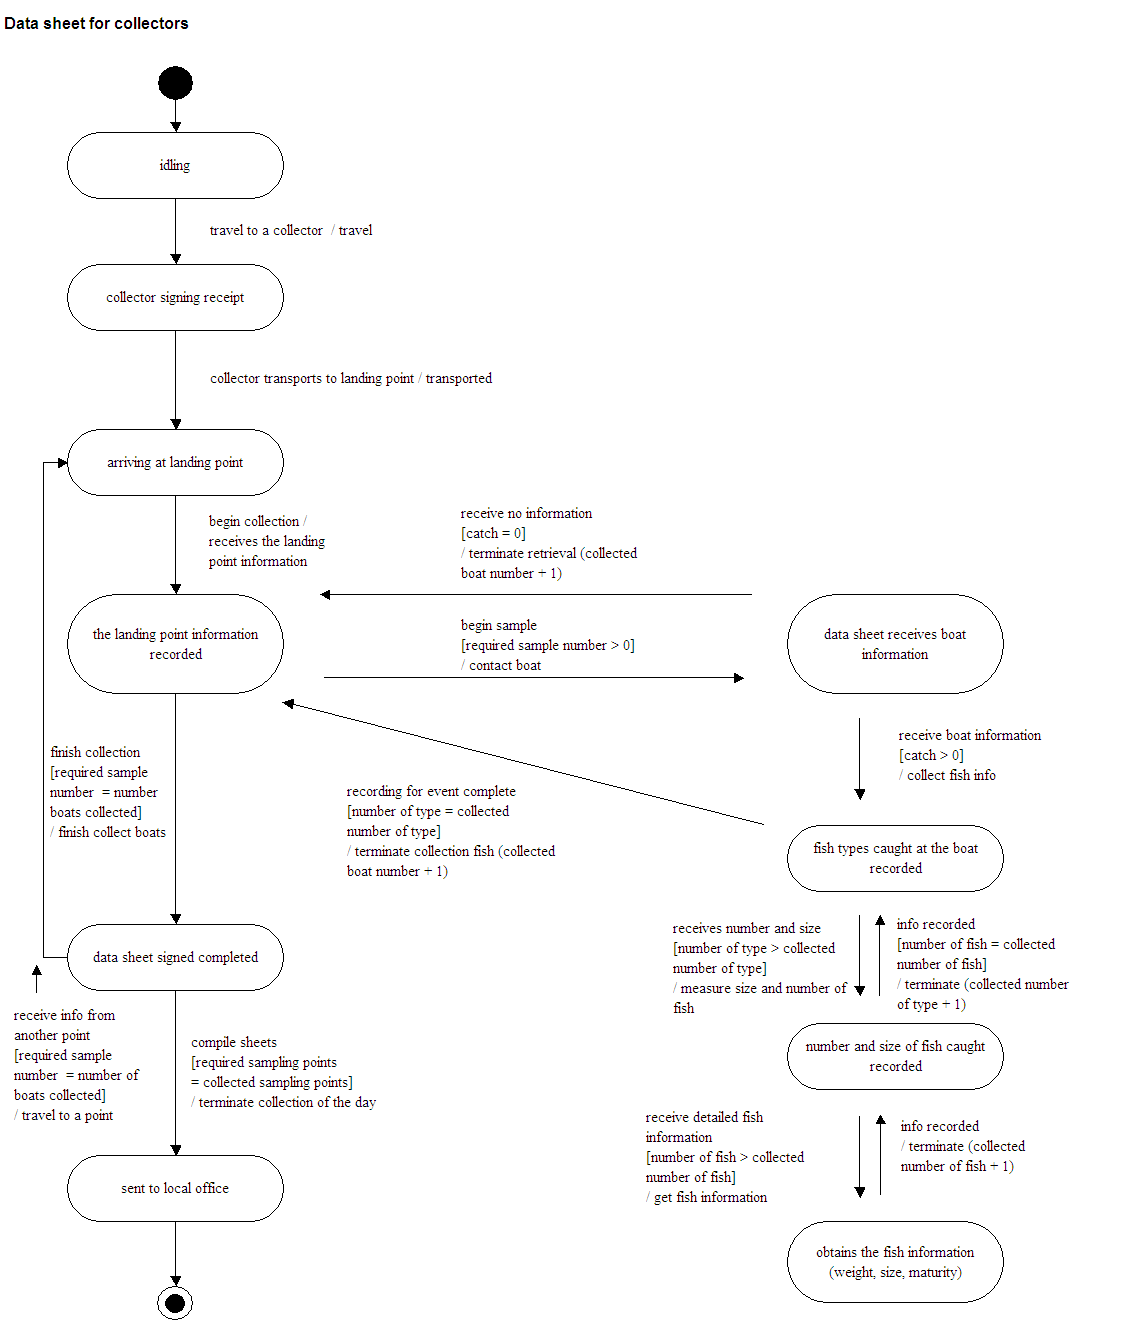 Data sheet for collectors
idling
travel to a collector / travel
collector signing receipt
collector transports to landing point / transported
arriving at landing point
begin collection /
receives the landing
point information
receive no information
[catch = 0]
/ terminate retrieval (collected
boat number + 1)
the landing point information
recorded
begin sample
[required sample number > 0]
/ contact boat
data sheet receives boat
information
receive boat information
[catch > 0]
/ collect fish info
finish collection
[required sample
number = number
boats collected]
/ finish collect boats
recording for event complete
[number of type = collected
number of type]
/ terminate collection fish (collected
boat number + 1)
fish types caught at the boat
recorded
receives number and size
[number of type > collected
number of type]
/ measure size and number of
fish
info recorded
[number of fish = collected
number of fish]
/ terminate (collected number
of type + 1)
data sheet signed completed
receive info from
another point
[required sample
number = number of
boats collected]
/ travel to a point
compile sheets
[required sampling points
= collected sampling points]
/ terminate collection of the day
number and size of fish caught
recorded
receive detailed fish
information
[number of fish > collected
number of fish]
/ get fish information
info recorded
/ terminate (collected
number of fish + 1)
sent to local office
obtains the fish information
(weight, size, maturity)